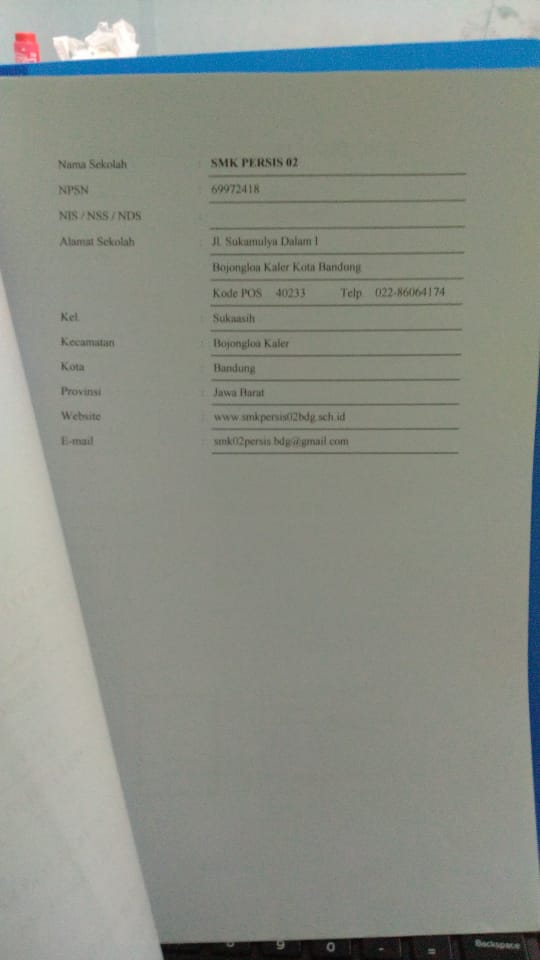 Nama Sekolah : SMK PERSIS 02
NPSN : 69972418
NIS / NSS / NDS :
Alamat Sekolah : Jl. Sukamulya Dalam I
Bojongloa Kaler Kota Bandung
Kode POS 40233 Telp 022-86064174
Kel. : Sukaasih
Kecamatan : Bojongloa Kaler
Kota : Bandung
Provinsi : Jawa Barat
Website : www.smkpersis02bdg.sch.id
E-mail : smk02persis.bdg@gmail.com
9 0 - = Backspace